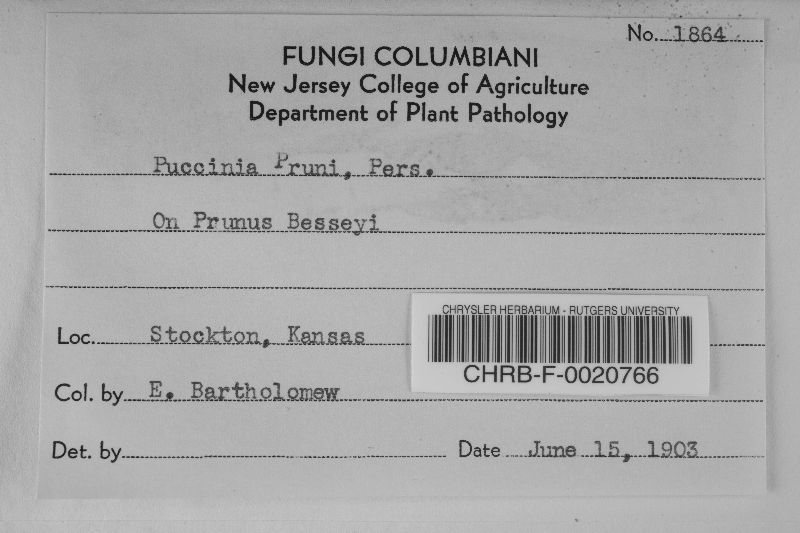 No. 1864
FUNGI COLUMBIANI
New Jersey College of Agriculture
Department of Plant Pathology
Puccinia Pruni, Pers.
On Prunus Besseyi
Loc. Stockton, Kansas
CHRYSLER HERBARIUM - RUTGERS UNIVERSITY
CHRB-F-0020766
Col. by E. Bartholomew
Det. by Date June 15, 1903